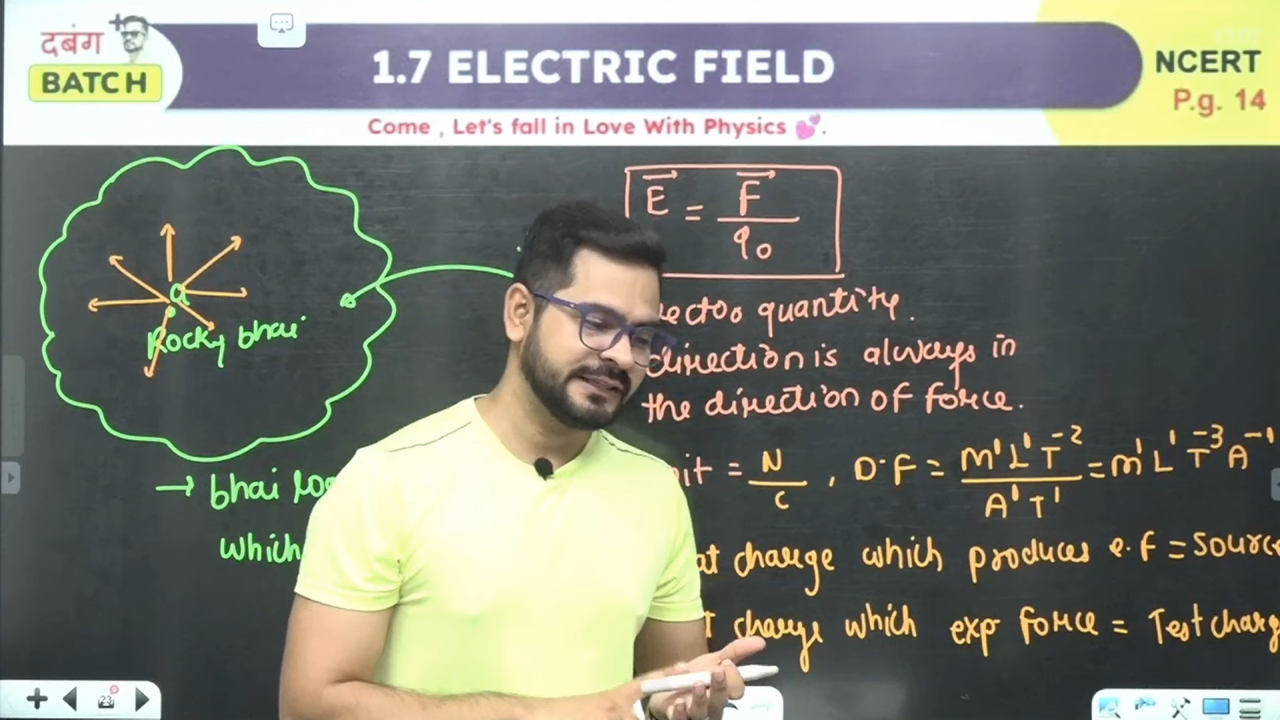 दबंग
BATCH
1.7 ELECTRIC FIELD
NCERT
P.g. 14
Come , Let's fall in Love With Physics 💕.
E = F / q0
Q
Rocky bhai
vector quantity.
direction is always in
the direction of force.
= N/C , D.F = M¹L¹T⁻² / A¹T¹ = M¹L¹T⁻³A⁻¹
→ bhai
which
charge which produces e.f = Source
charge which exp force = Test charge
23